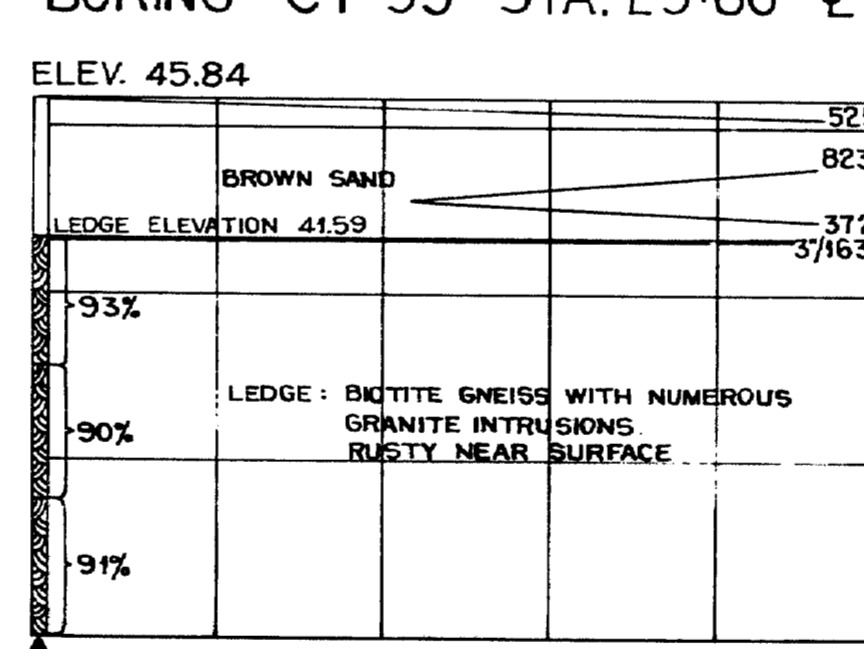 ELEV. 45.84
525
823
BROWN SAND
372
LEDGE ELEVATION 41.59
3"/163
93%
LEDGE: BIOTITE GNEISS WITH NUMEROUS
GRANITE INTRUSIONS.
90%
RUSTY NEAR SURFACE
91%